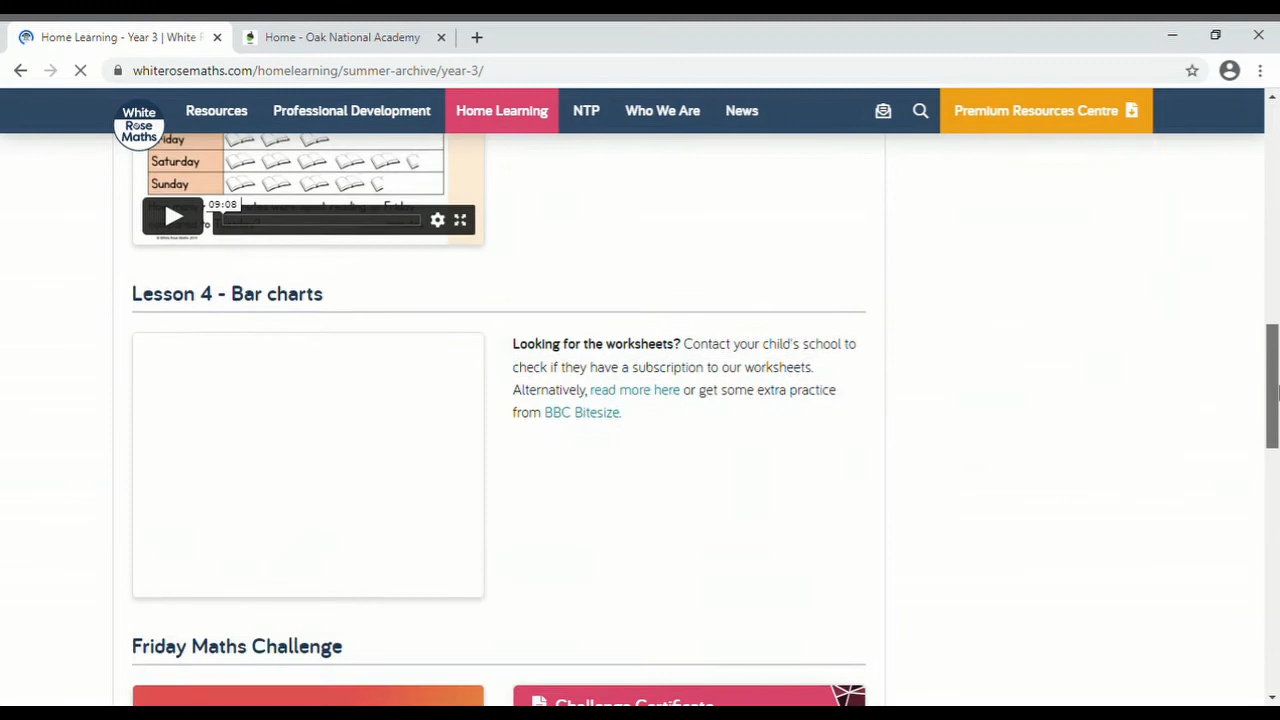 Home Learning - Year 3 | White R
Home - Oak National Academy
whiterosemaths.com/homelearning/summer-archive/year-3/
White
Rose
Maths
Resources
Professional Development
Home Learning
NTP
Who We Are
News
Premium Resources Centre
Friday
Saturday
Sunday
09:08
Lesson 4 - Bar charts
Looking for the worksheets? Contact your child's school to
check if they have a subscription to our worksheets.
Alternatively, read more here or get some extra practice
from BBC Bitesize.
Friday Maths Challenge
Challenge Certificate